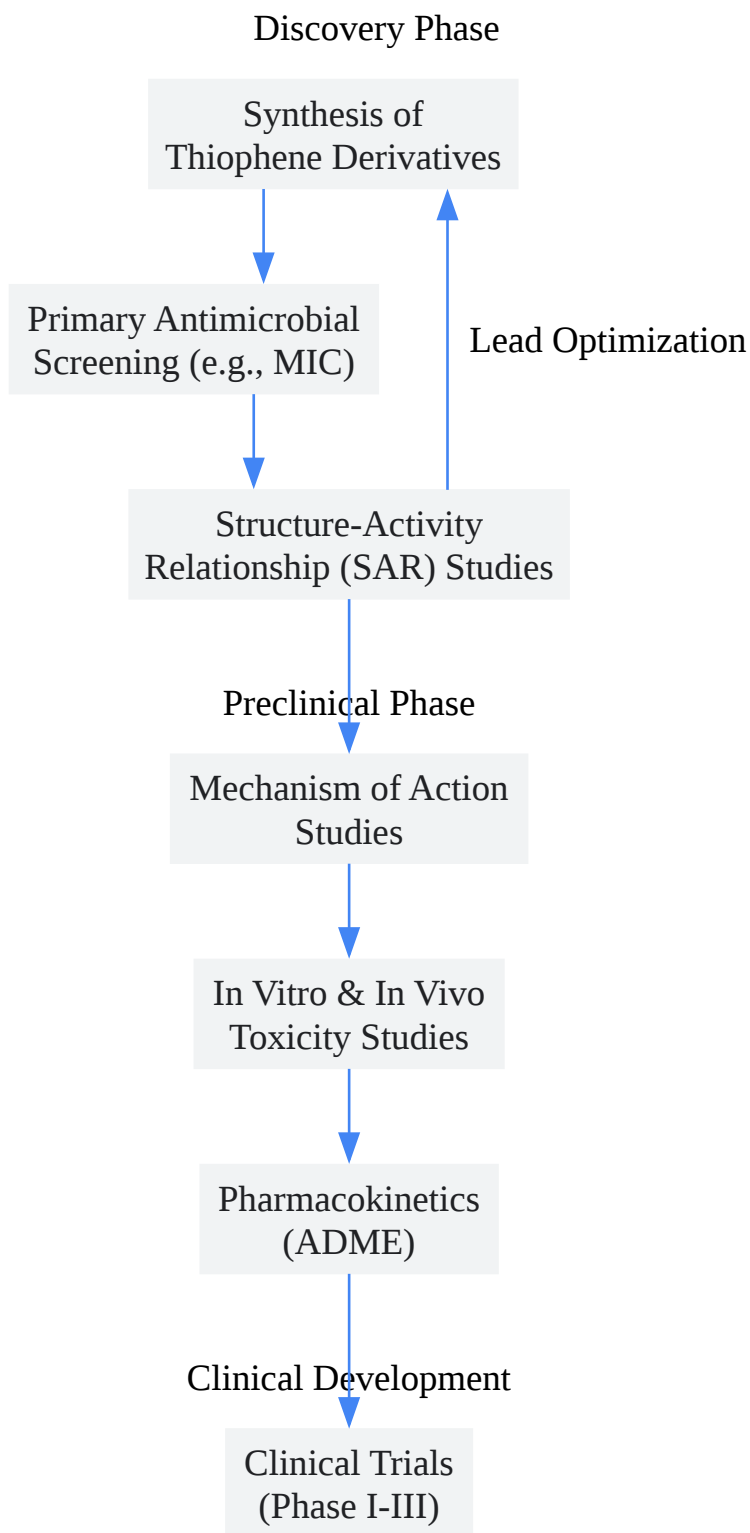 Discovery Phase
Synthesis of
Thiophene Derivatives
Primary Antimicrobial
Screening (e.g., MIC)
Lead Optimization
Structure-Activity
Relationship (SAR) Studies
Preclinical Phase
Mechanism of Action
Studies
In Vitro & In Vivo
Toxicity Studies
Pharmacokinetics
(ADME)
Clinical Development
Clinical Trials
(Phase I-III)